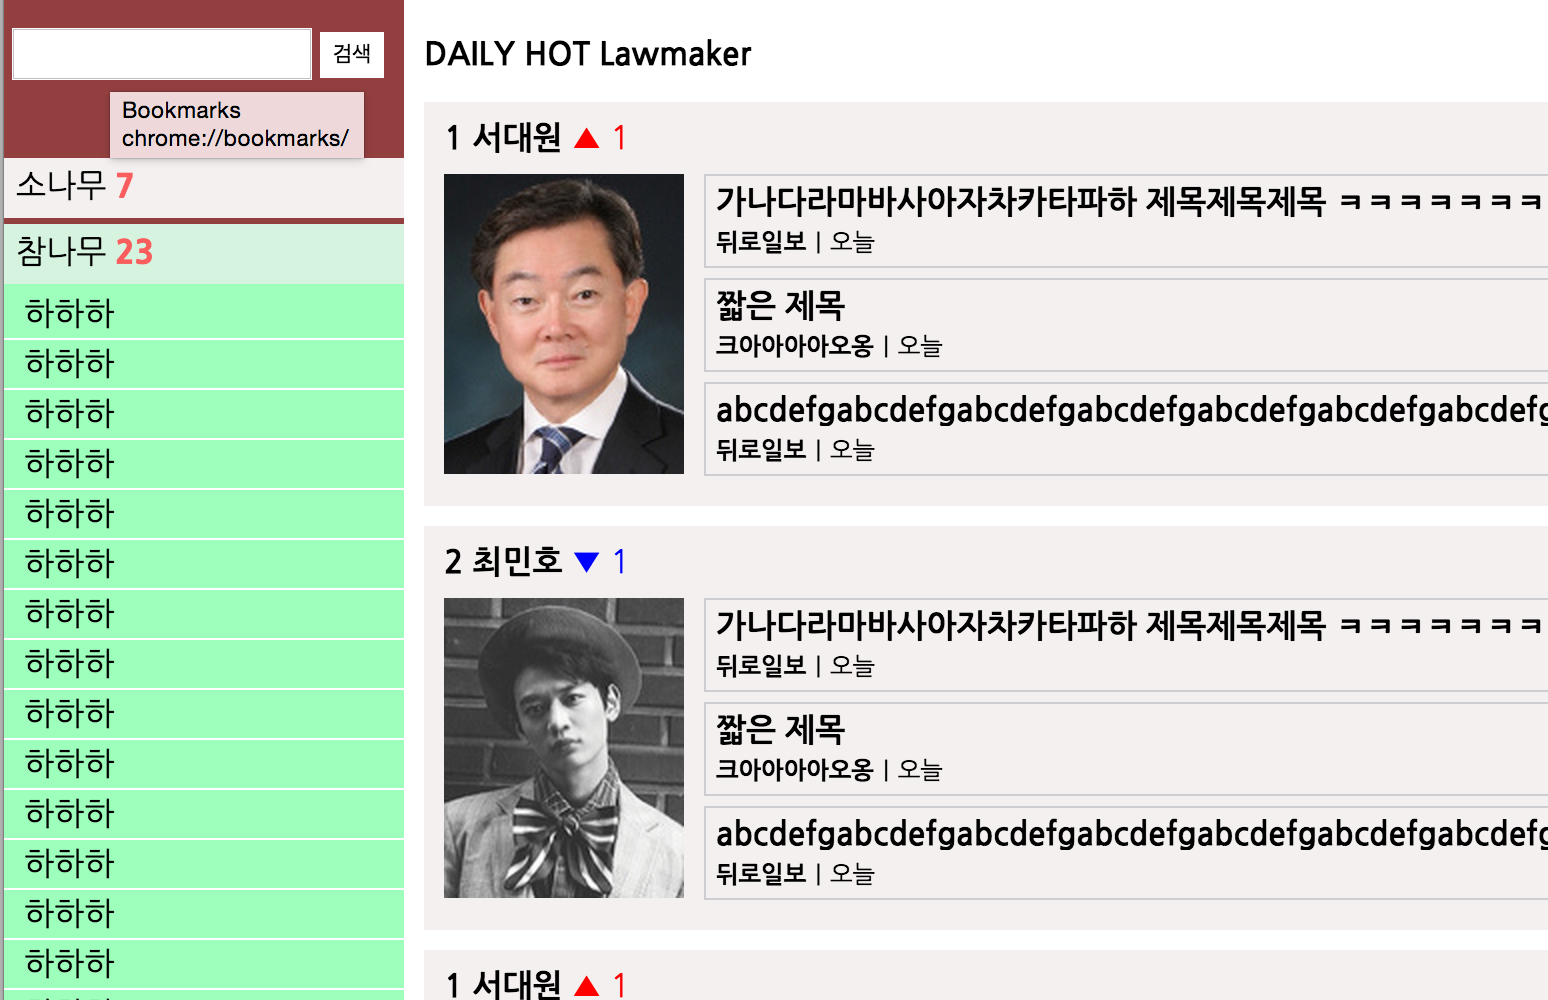 검색
Bookmarks
chrome://bookmarks/
소나무 7
참나무 23
하하하
하하하
하하하
하하하
하하하
하하하
하하하
하하하
하하하
하하하
하하하
하하하
하하하
하하하
DAILY HOT Lawmaker
1 서대원 ▲ 1
가나다라마바사아자차카타파하 제목제목제목 ㅋㅋㅋㅋㅋㅋㅋ
뒤로일보 | 오늘
짧은 제목
크아아아아오옹 | 오늘
abcdefgabcdefgabcdefgabcdefgabcdefgabcdefgabcdefg
뒤로일보 | 오늘
2 최민호 ▼ 1
가나다라마바사아자차카타파하 제목제목제목 ㅋㅋㅋㅋㅋㅋㅋ
뒤로일보 | 오늘
짧은 제목
크아아아아오옹 | 오늘
abcdefgabcdefgabcdefgabcdefgabcdefgabcdefgabcdefg
뒤로일보 | 오늘
1 서대원 ▲ 1